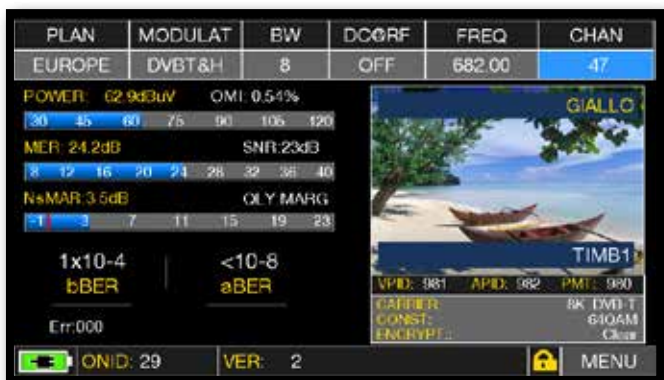 PLAN MODULAT BW DC@RF FREQ CHAN
EUROPE DVBT&H 8 OFF 682.00 47
POWER: 62.9dBuV OMI: 0.54%
30 45 60 75 90 105 120
MER: 24.2dB SNR:23dB
8 12 16 20 24 28 32 36 40
NsMAR:3.5dB QLY MARG
-1 3 7 11 15 19 23
1x10-4 <10-8
bBER aBER
Err:000
GIALLO
TIMB1
VPID: 981 APID: 982 PMT: 980
CARRIER: 8K DVB-T
CONST: 64QAM
ENCRYPT.: Clear
ONID: 29 VER: 2 MENU